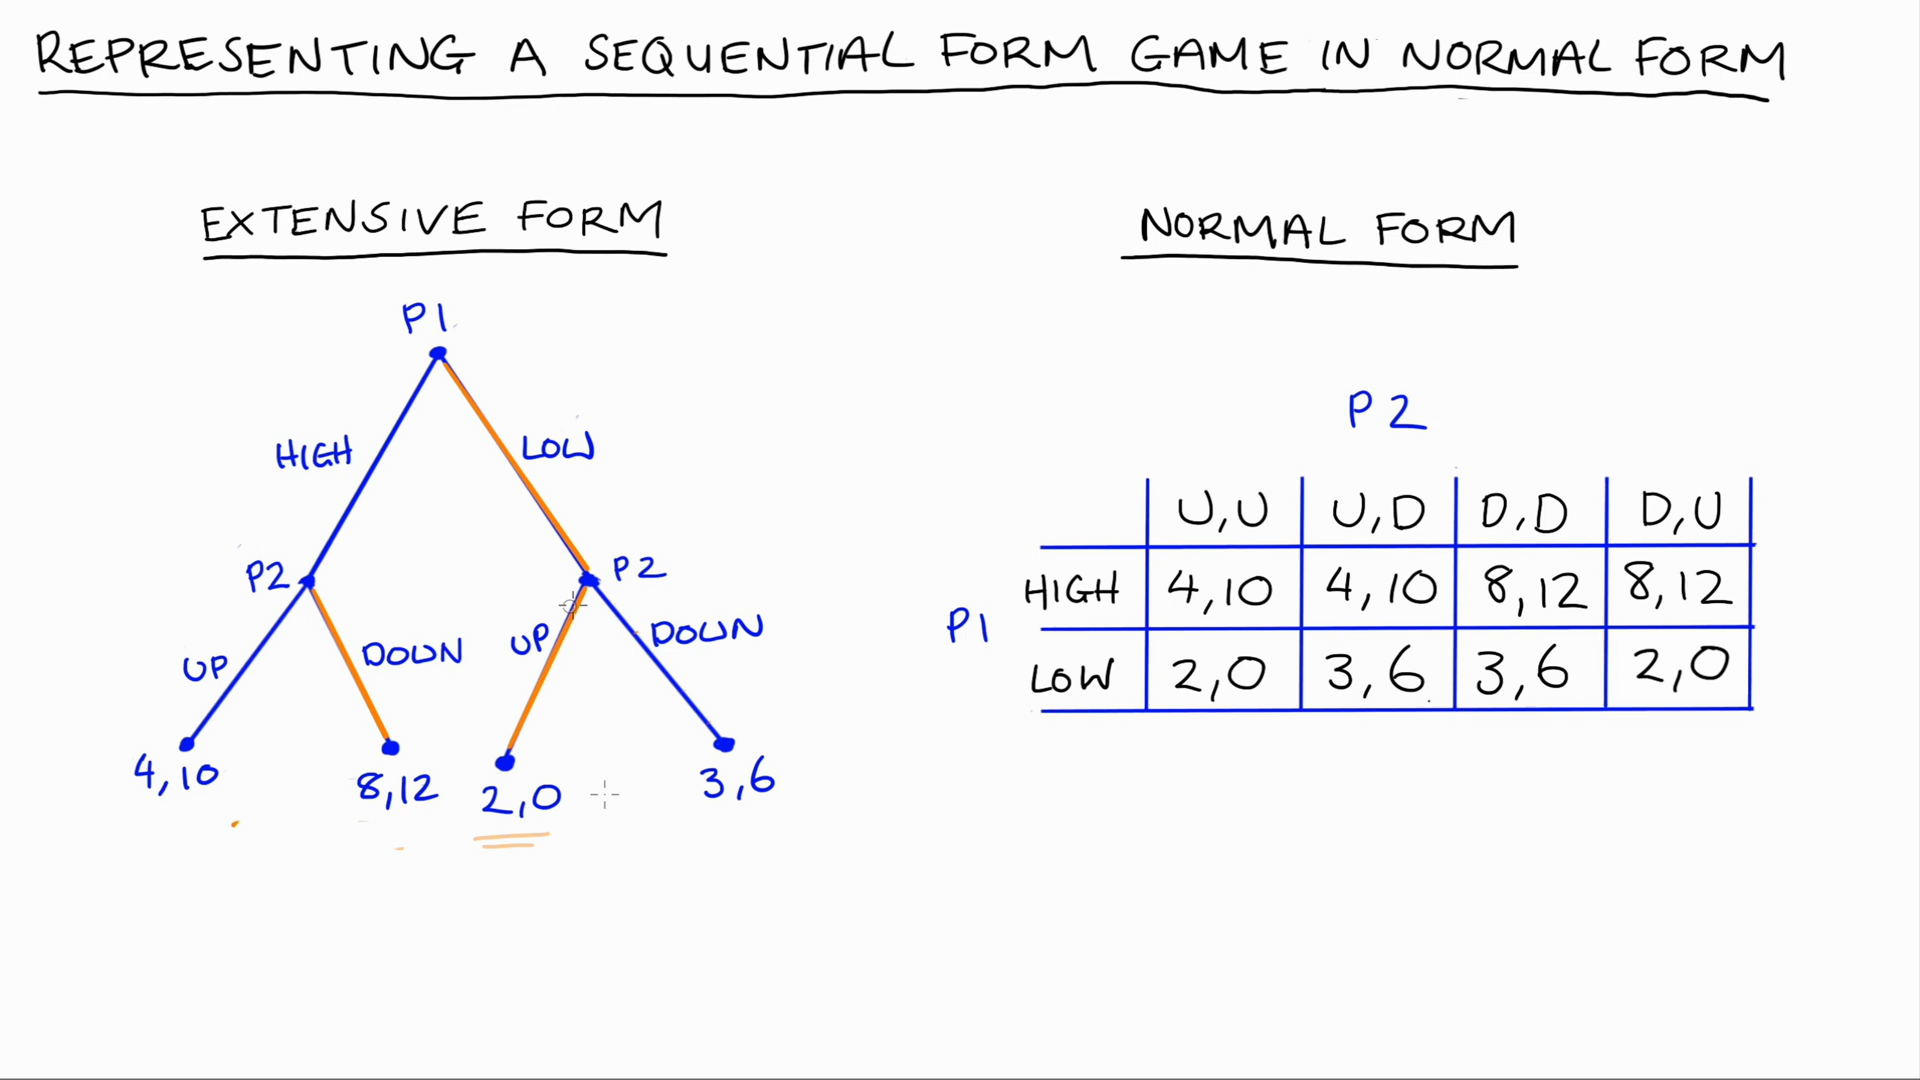 REPRESENTING A SEQUENTIAL FORM GAME IN NORMAL FORM
EXTENSIVE FORM
P1
HIGH
LOW
P2
P2
UP
DOWN
UP
DOWN
4,10
8,12
2,0
3,6
NORMAL FORM
P2
U,U U,D D,D D,U
P1
HIGH 4,10 4,10 8,12 8,12
LOW 2,0 3,6 3,6 2,0